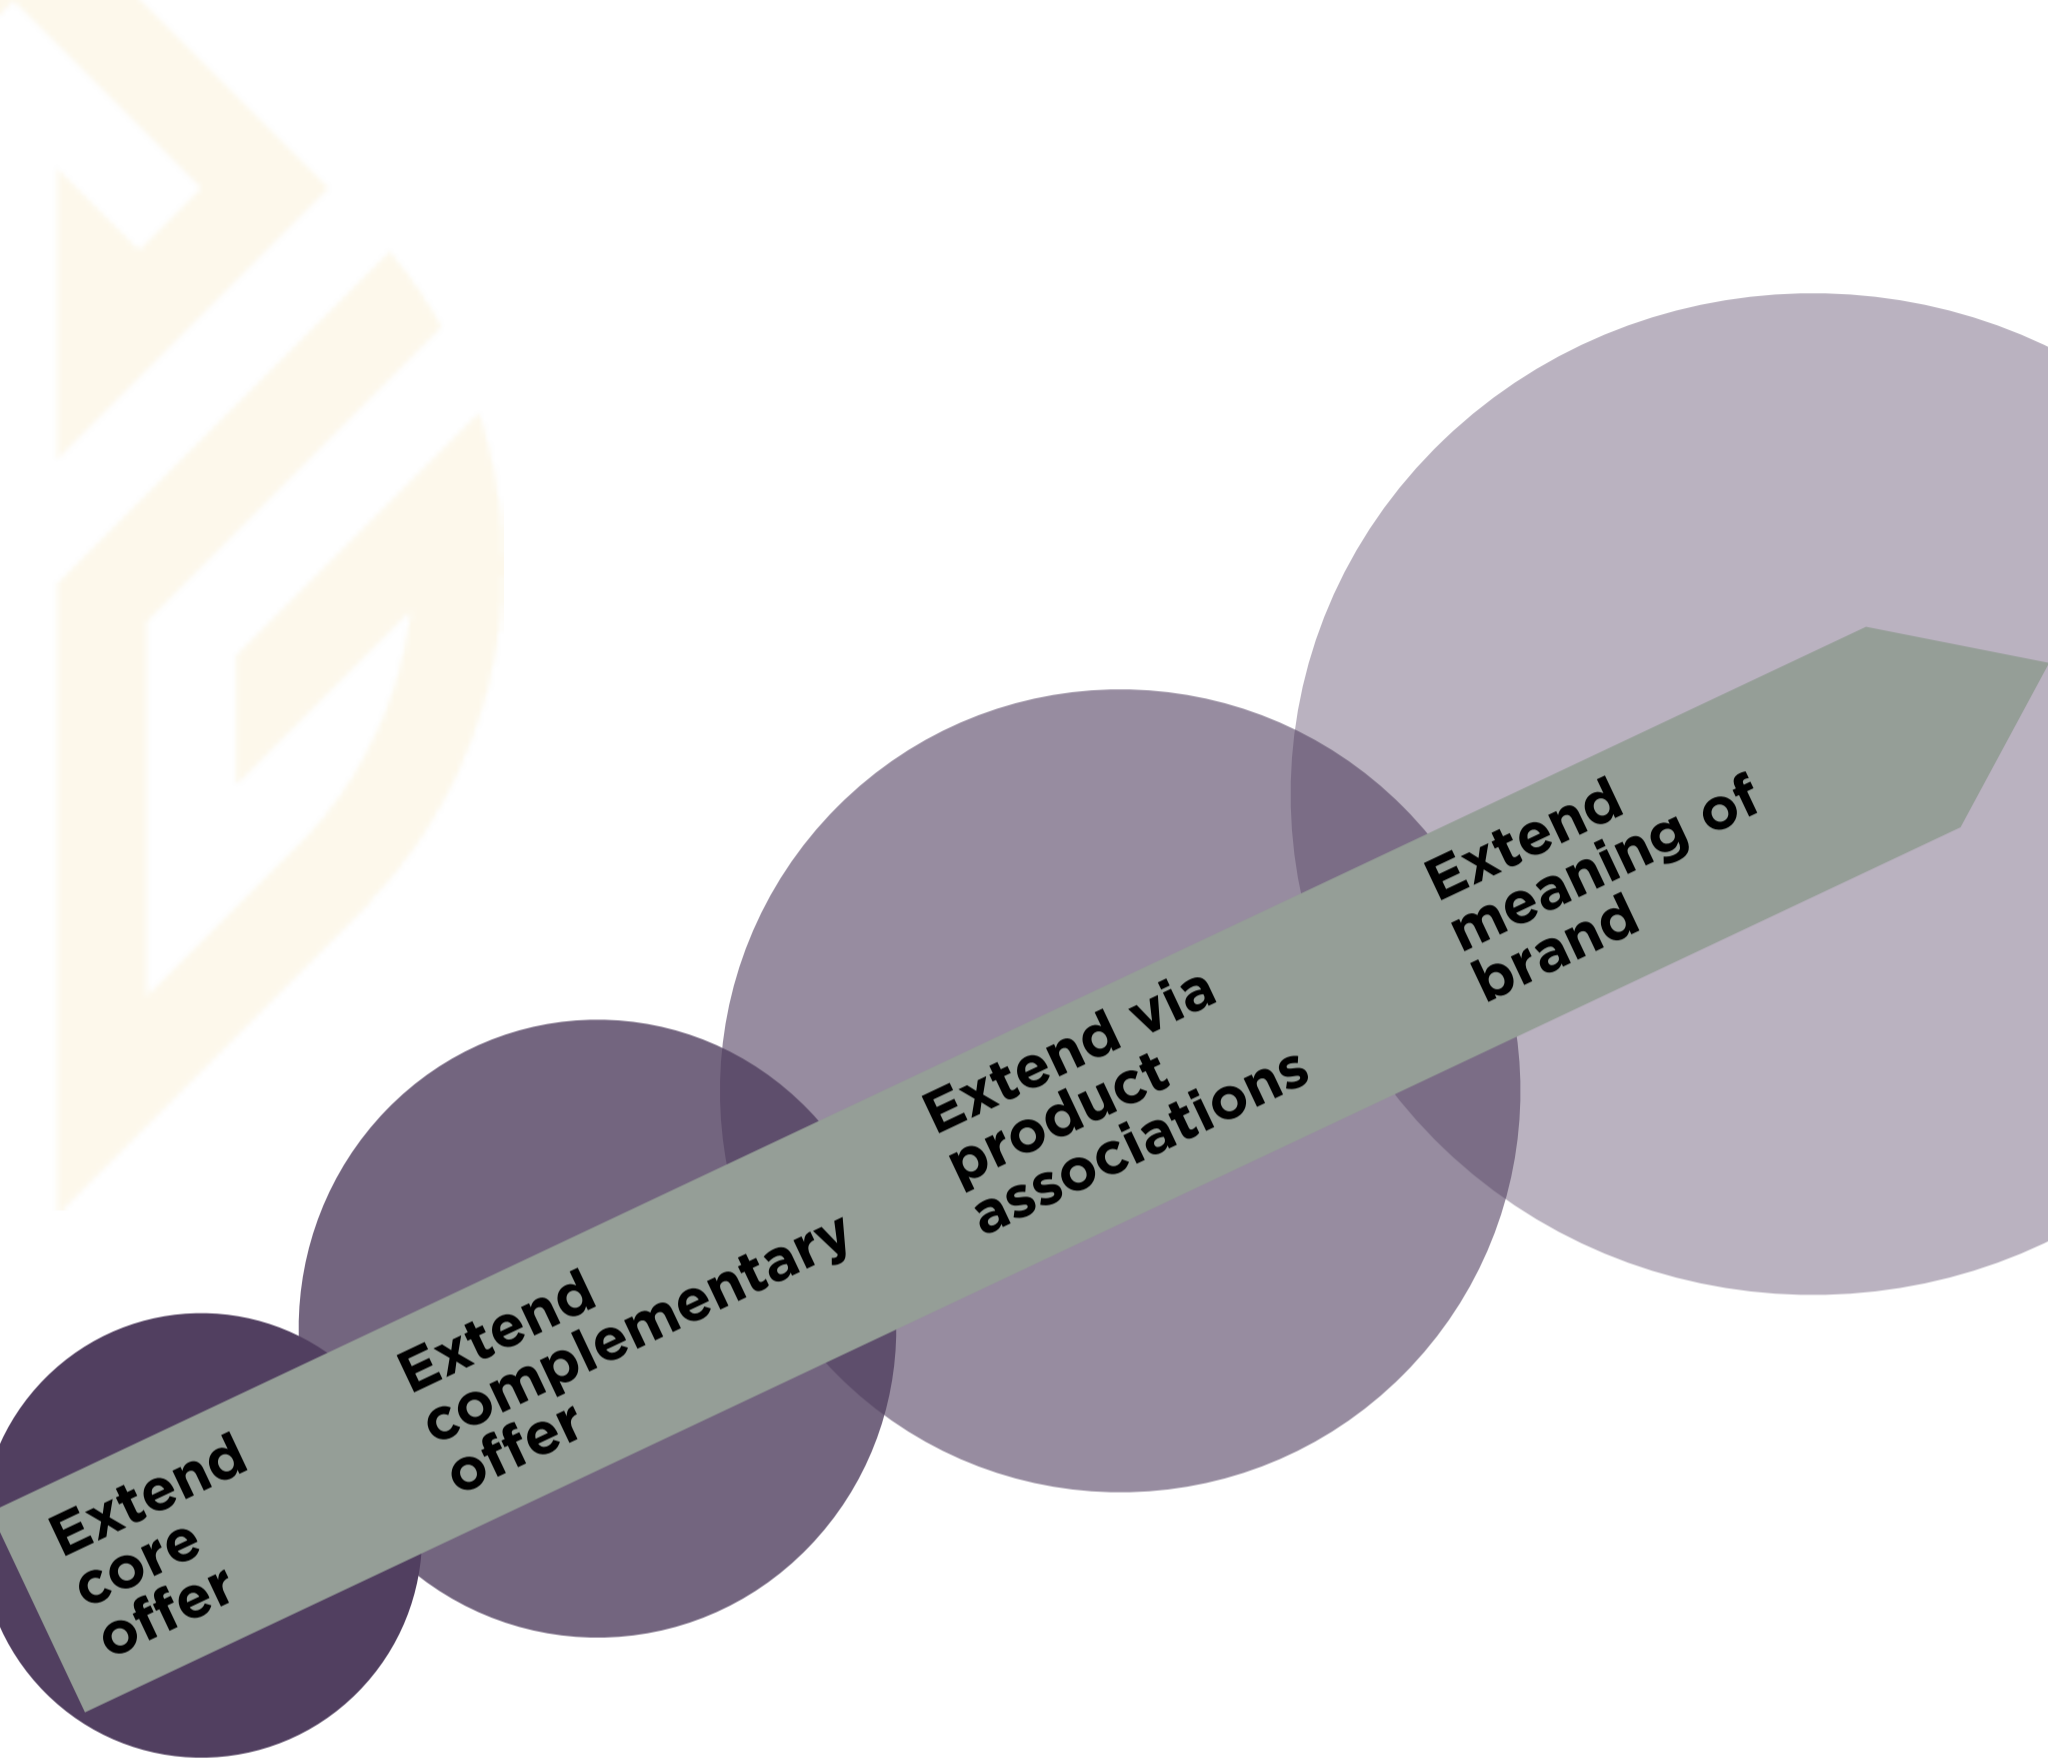 Extend
core
offer
Extend
complementary
offer
Extend via
product
associations
Extend
meaning of
brand